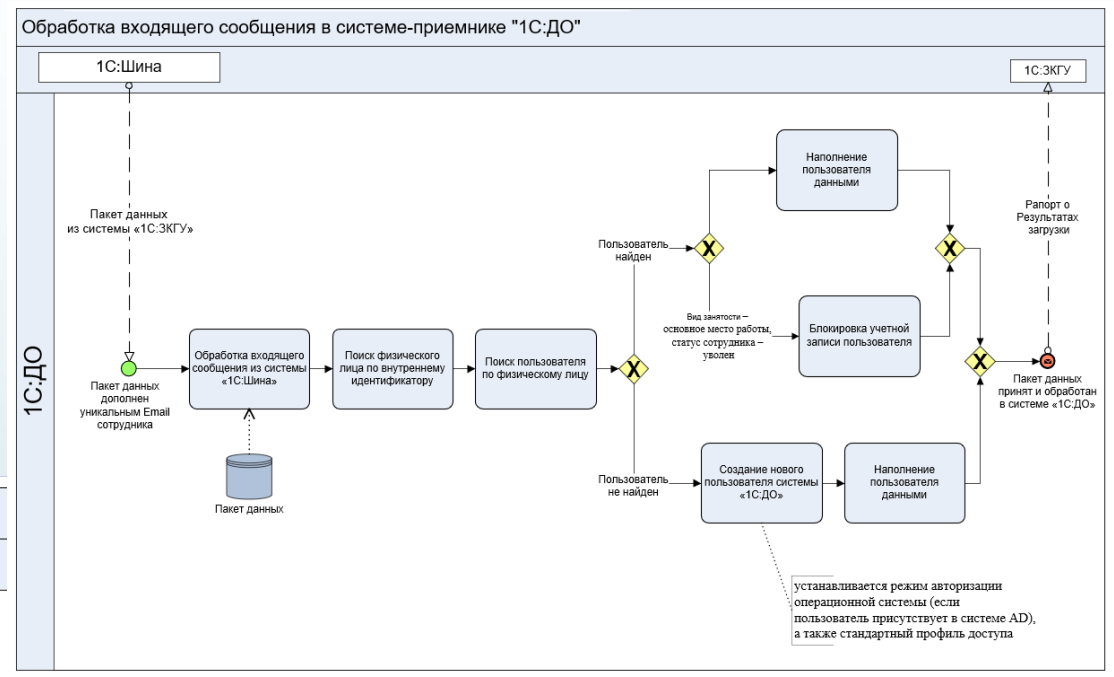 Обработка входящего сообщения в системе-приемнике "1С:ДО"
1С:Шина
1С:ЗКГУ
1С:ДО
Пакет данных
из системы «1С:ЗКГУ»
Пакет данных
дополнен
уникальным Email
сотрудника
Обработка входящего
сообщения из системы
«1С:Шина»
Пакет данных
Поиск физического
лица по внутреннему
идентификатору
Поиск пользователя
по физическому лицу
X
Пользователь
найден
X
Наполнение
пользователя
данными
Вид занятости –
основное место работы,
статус сотрудника –
уволен
Блокировка учетной
записи пользователя
X
Пользователь
не найден
Создание нового
пользователя системы
«1С:ДО»
Наполнение
пользователя
данными
устанавливается режим авторизации
операционной системы (если
пользователь присутствует в системе AD),
а также стандартный профиль доступа
X
Рапорт о
Результатах
загрузки
Пакет данных
принят и обработан
в системе «1С:ДО»